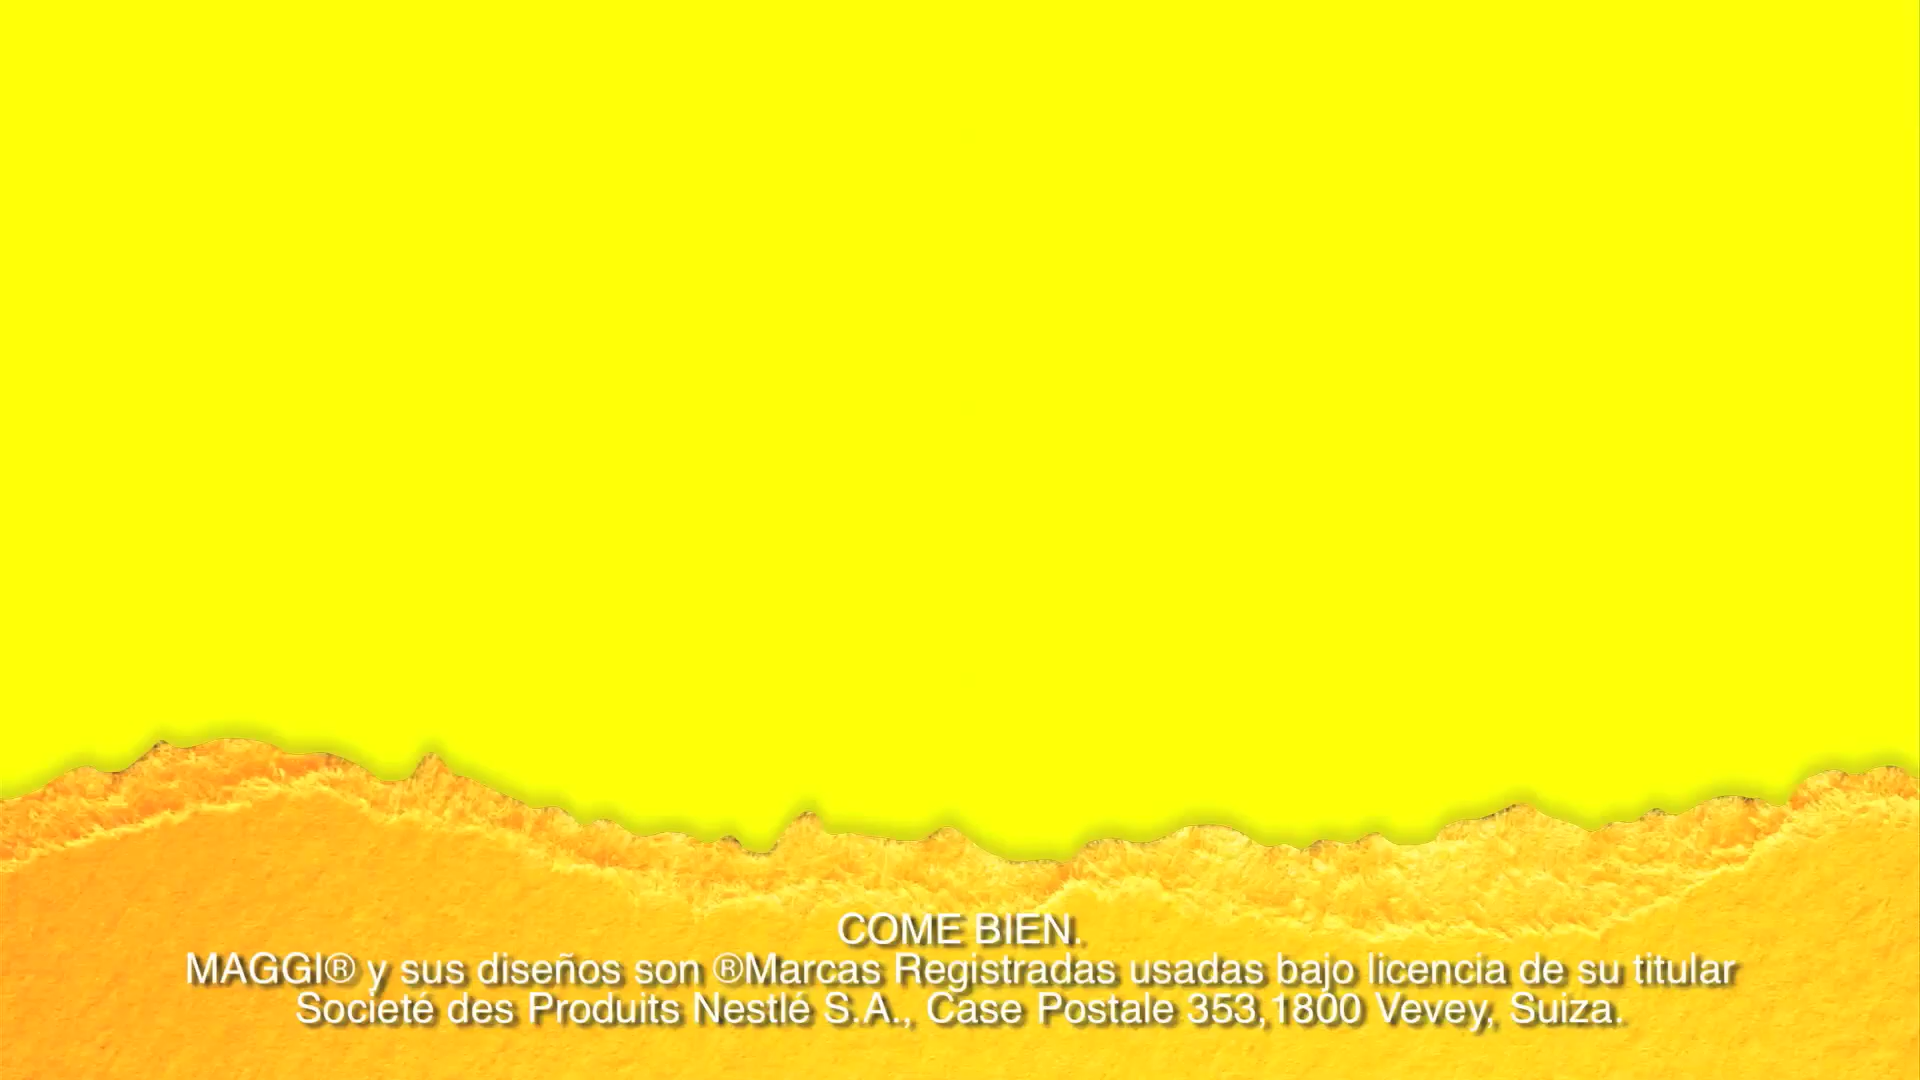 COME BIEN.
MAGGI® y sus diseños son ®Marcas Registradas usadas bajo licencia de su titular
Societé des Produits Nestlé S.A., Case Postale 353,1800 Vevey, Suiza.